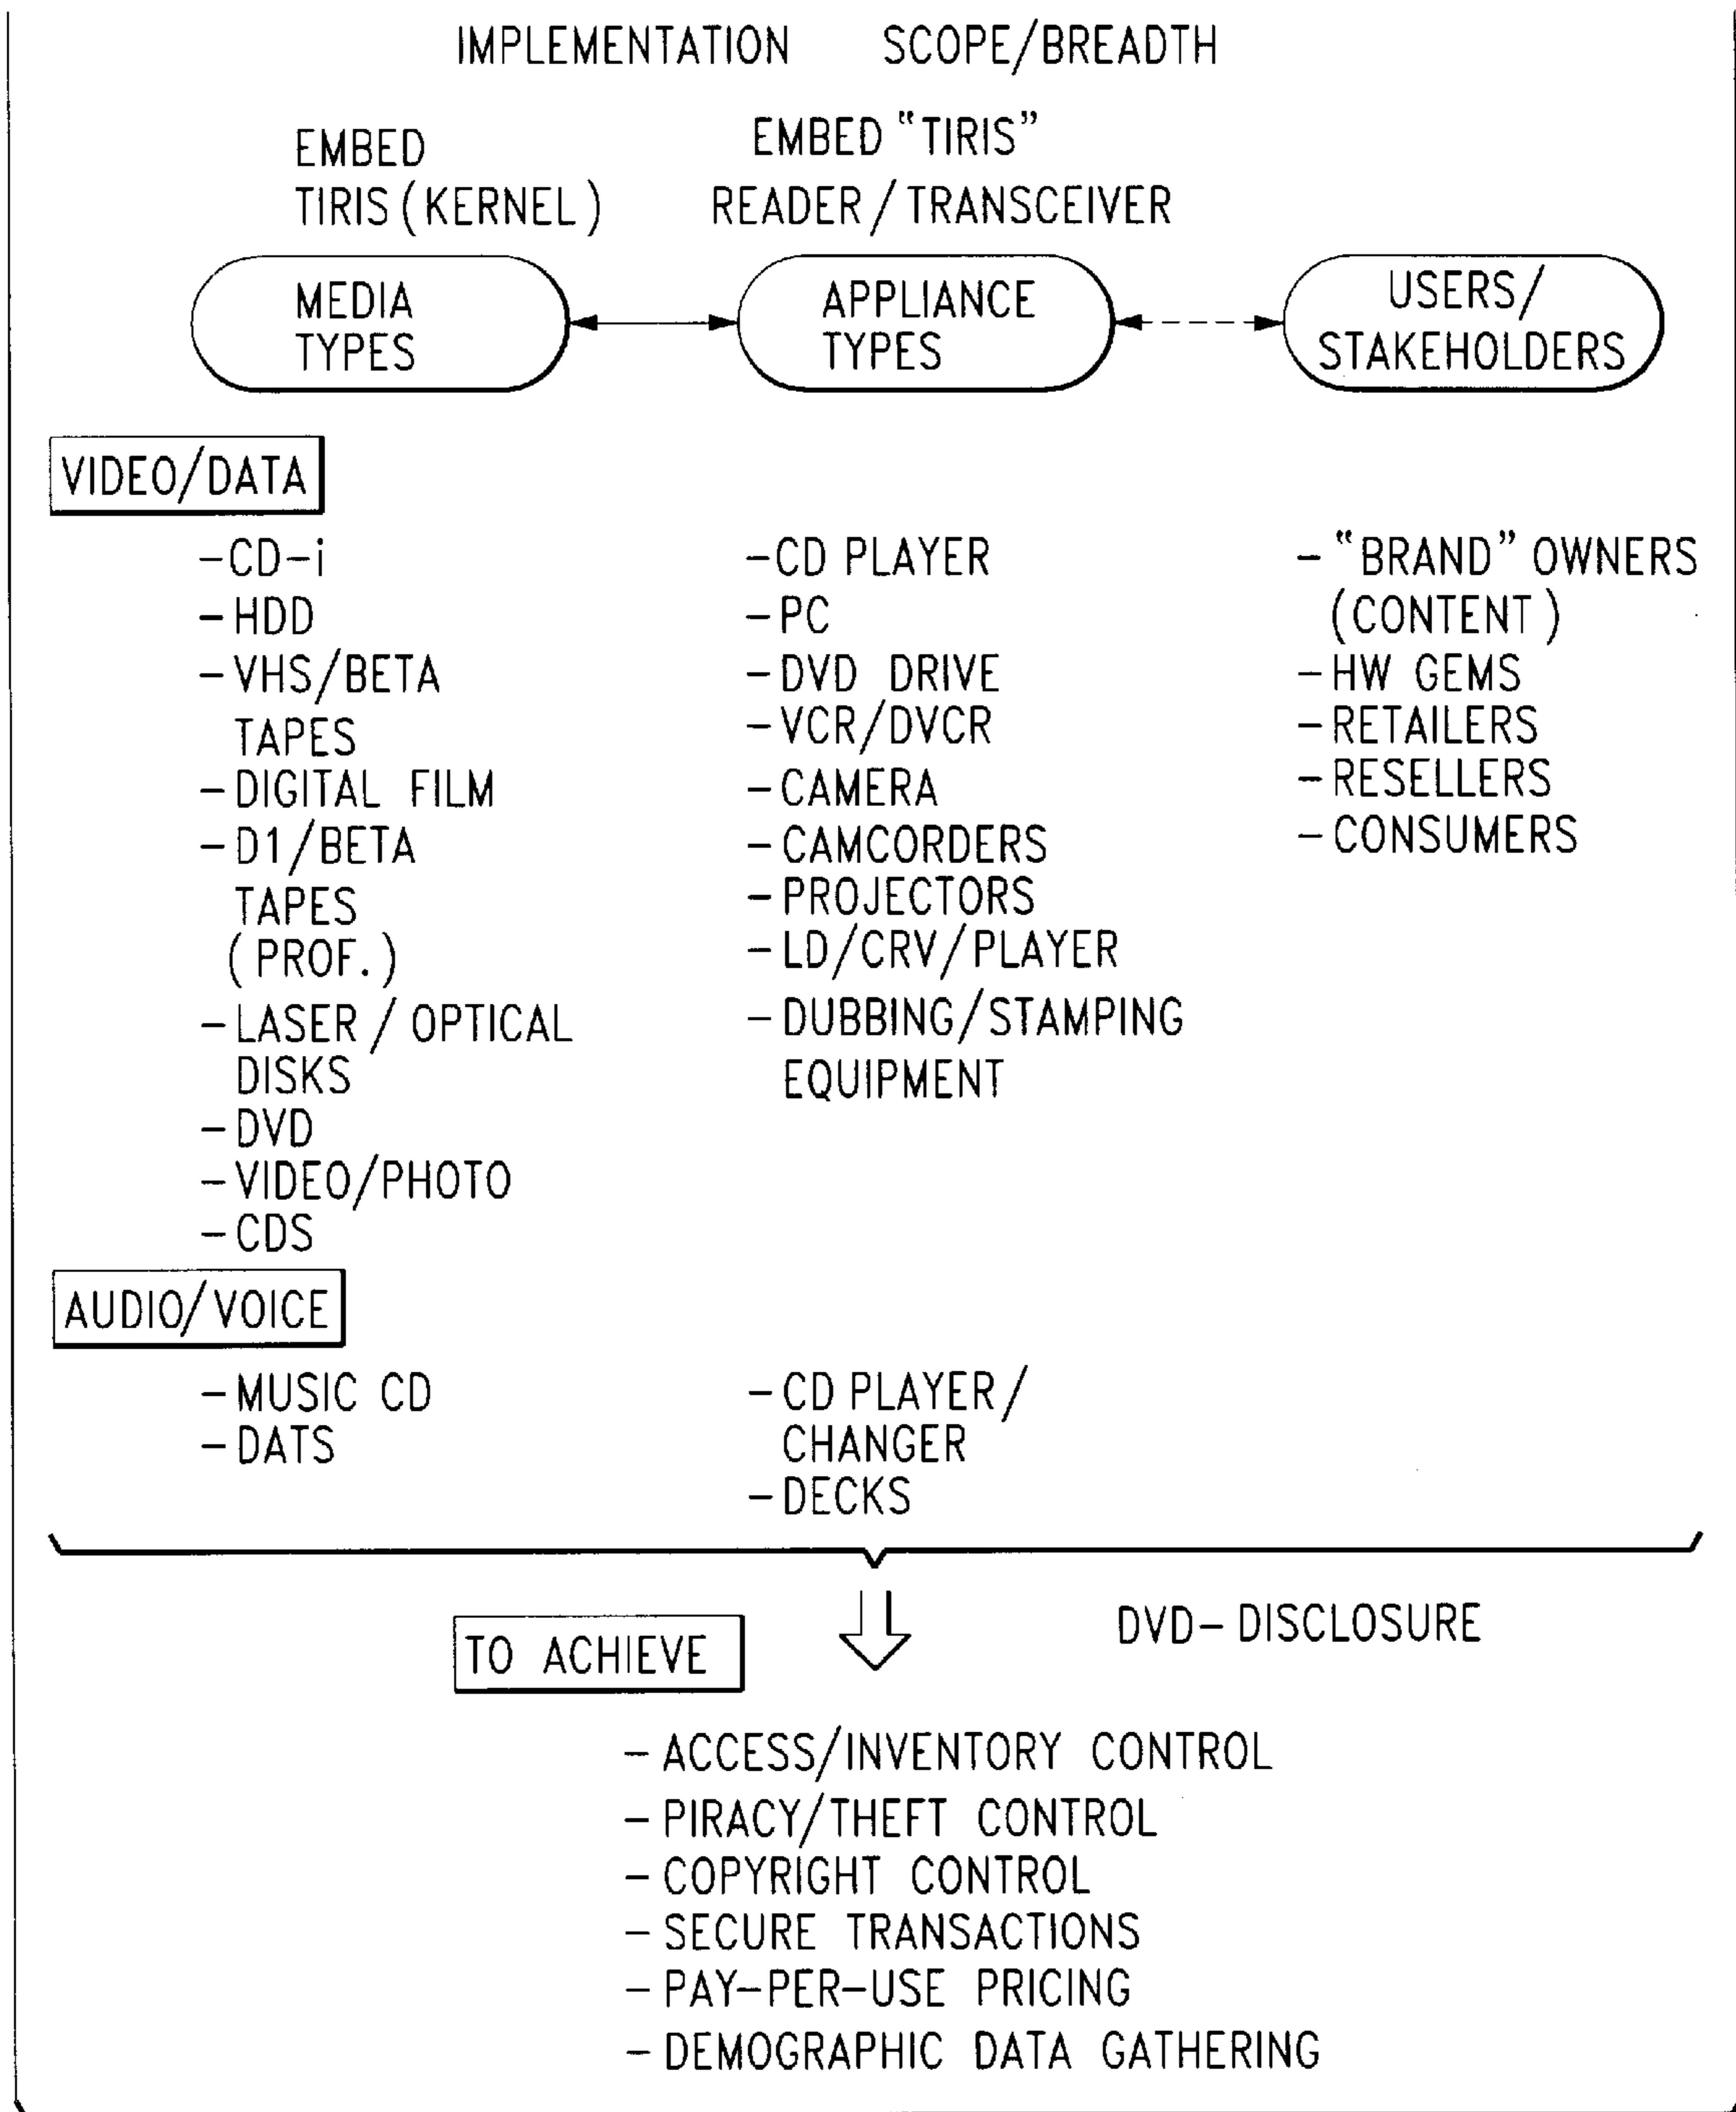 IMPLEMENTATION SCOPE/BREADTH
EMBED
TIRIS (KERNEL)
EMBED "TIRIS"
READER/TRANSCEIVER
MEDIA
TYPES
APPLIANCE
TYPES
USERS/
STAKEHOLDERS
VIDEO/DATA
-CD-i
-HDD
-VHS/BETA
TAPES
-DIGITAL FILM
-D1/BETA
TAPES
(PROF.)
-LASER / OPTICAL
DISKS
-DVD
-VIDEO/PHOTO
-CDS
-CD PLAYER
-PC
-DVD DRIVE
-VCR/DVCR
-CAMERA
-CAMCORDERS
-PROJECTORS
-LD/CRV/PLAYER
-DUBBING/STAMPING
EQUIPMENT
-"BRAND" OWNERS
(CONTENT)
-HW GEMS
-RETAILERS
-RESELLERS
-CONSUMERS
AUDIO/VOICE
-MUSIC CD
-DATS
-CD PLAYER/
CHANGER
-DECKS
TO ACHIEVE
DVD-DISCLOSURE
-ACCESS/INVENTORY CONTROL
-PIRACY/THEFT CONTROL
-COPYRIGHT CONTROL
-SECURE TRANSACTIONS
-PAY-PER-USE PRICING
-DEMOGRAPHIC DATA GATHERING